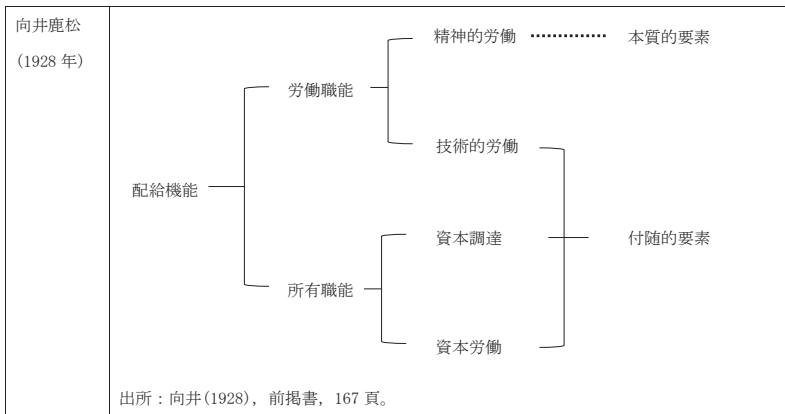 向井鹿松
(1928 年)
精神的労働
本質的要素
労働職能
技術的労働
配給機能
資本調達
付随的要素
所有職能
資本労働
出所：向井(1928)，前掲書，167 頁。